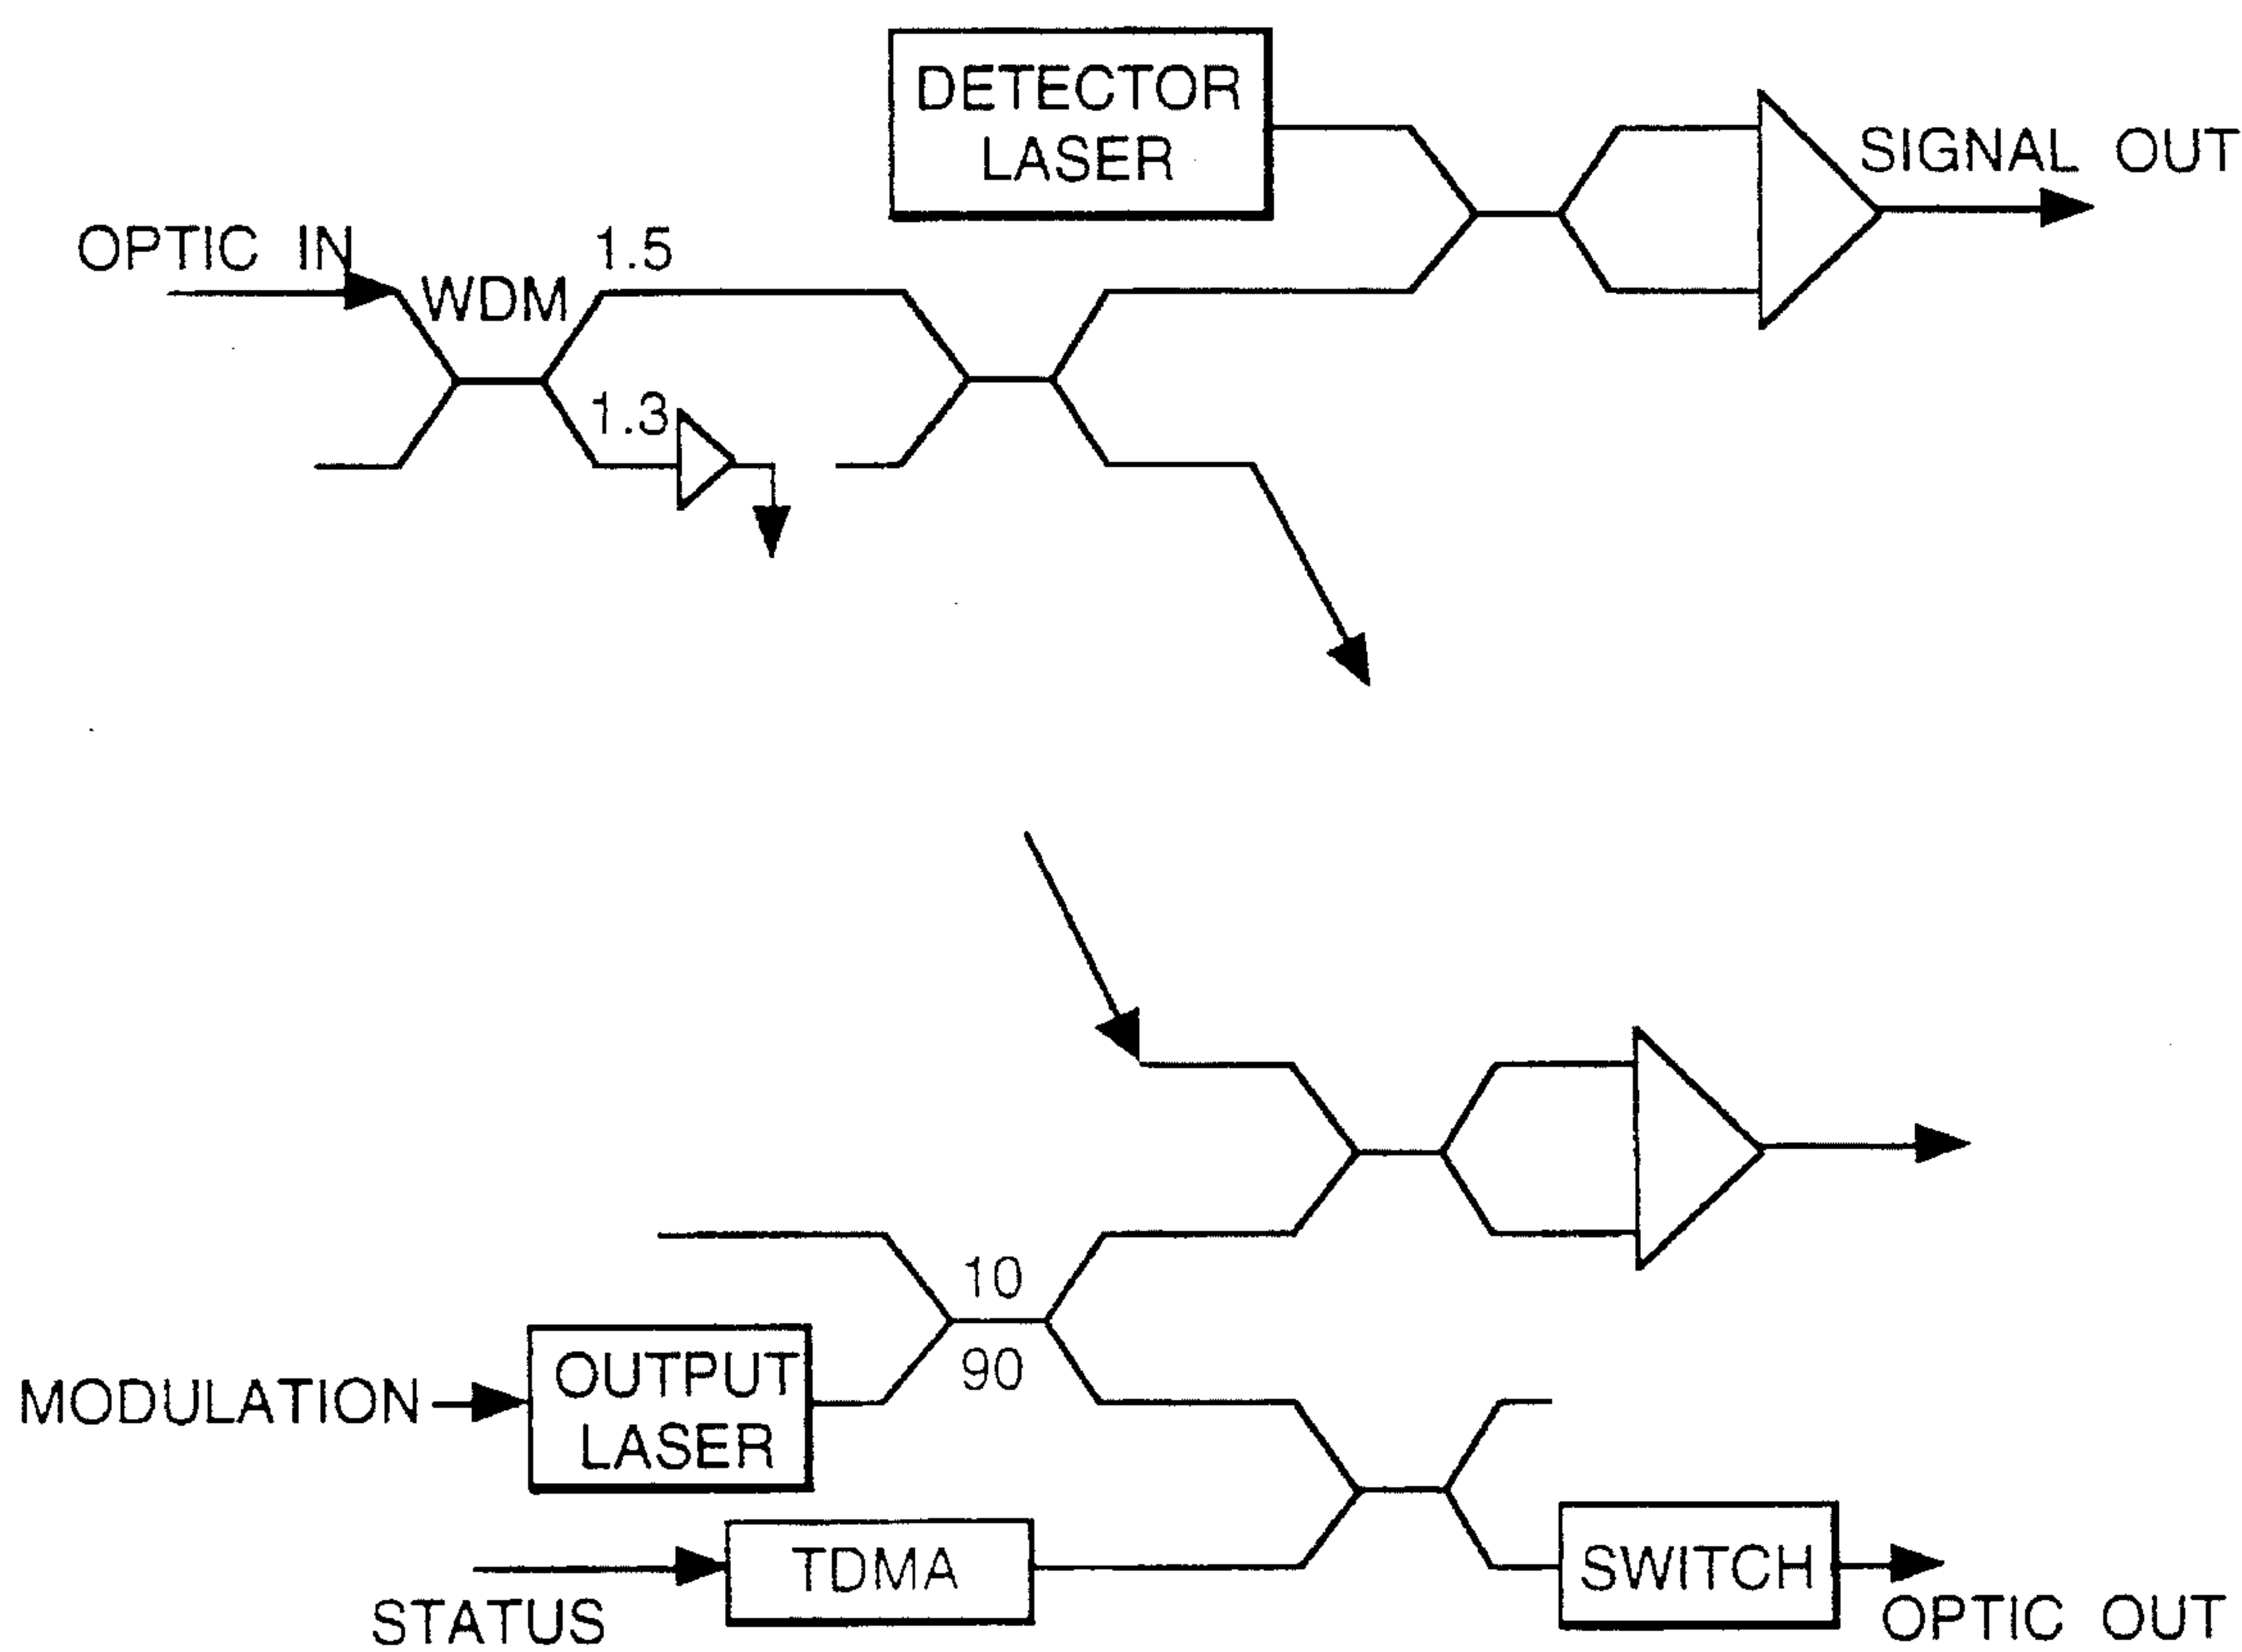 DETECTOR
LASER
SIGNAL OUT
OPTIC IN
1.5
WDM
1.3
10
90
OUTPUT
LASER
MODULATION
TDMA
SWITCH
STATUS
OPTIC OUT